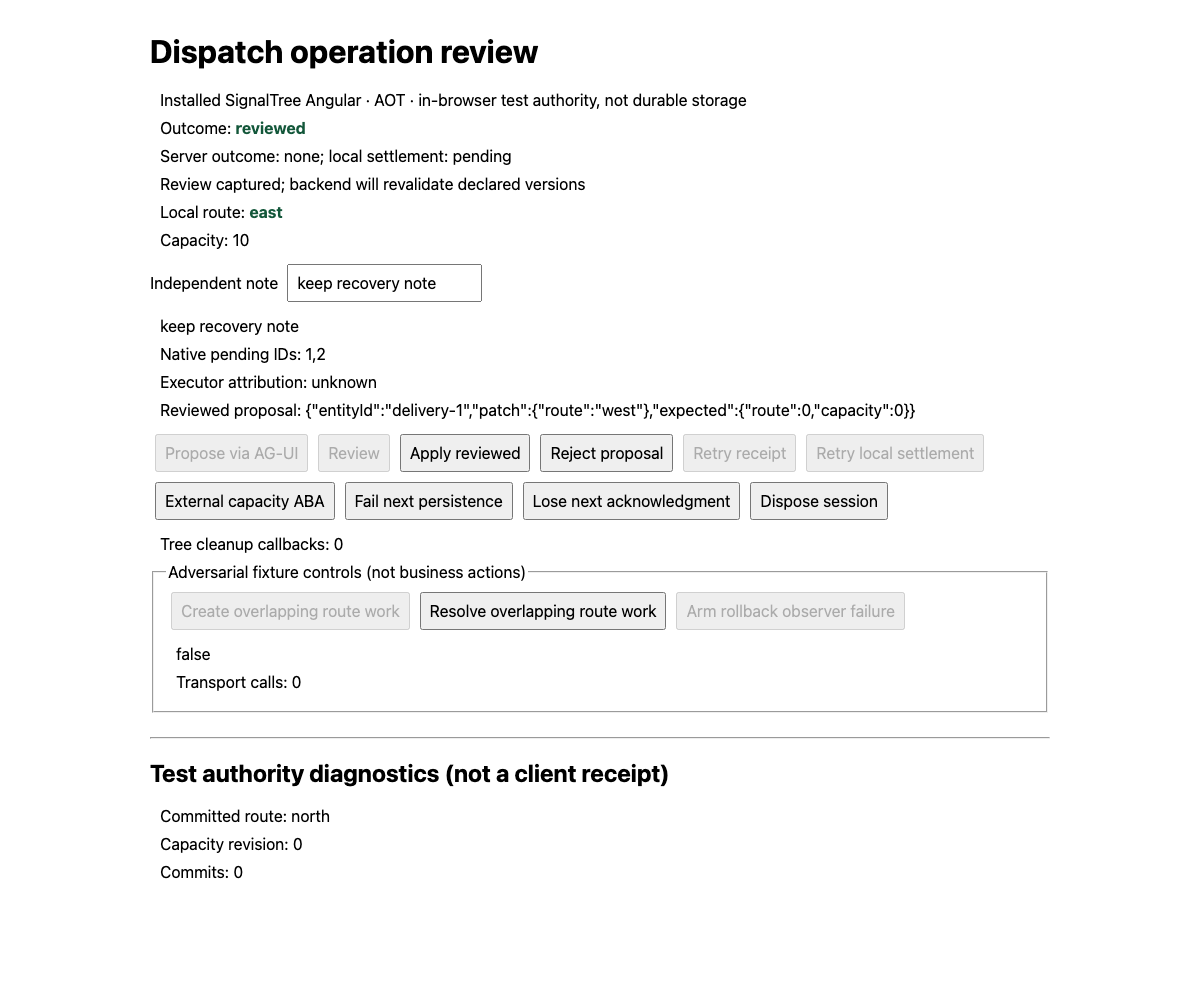 Dispatch operation review
Installed SignalTree Angular · AOT · in-browser test authority, not durable storage
Outcome: reviewed
Server outcome: none; local settlement: pending
Review captured; backend will revalidate declared versions
Local route: east
Capacity: 10
Independent note keep recovery note
keep recovery note
Native pending IDs: 1,2
Executor attribution: unknown
Reviewed proposal: {"entityId":"delivery-1","patch":{"route":"west"},"expected":{"route":0,"capacity":0}}
Propose via AG-UI Review Apply reviewed Reject proposal Retry receipt Retry local settlement
External capacity ABA Fail next persistence Lose next acknowledgment Dispose session
Tree cleanup callbacks: 0
Adversarial fixture controls (not business actions)
Create overlapping route work Resolve overlapping route work Arm rollback observer failure
false
Transport calls: 0
Test authority diagnostics (not a client receipt)
Committed route: north
Capacity revision: 0
Commits: 0